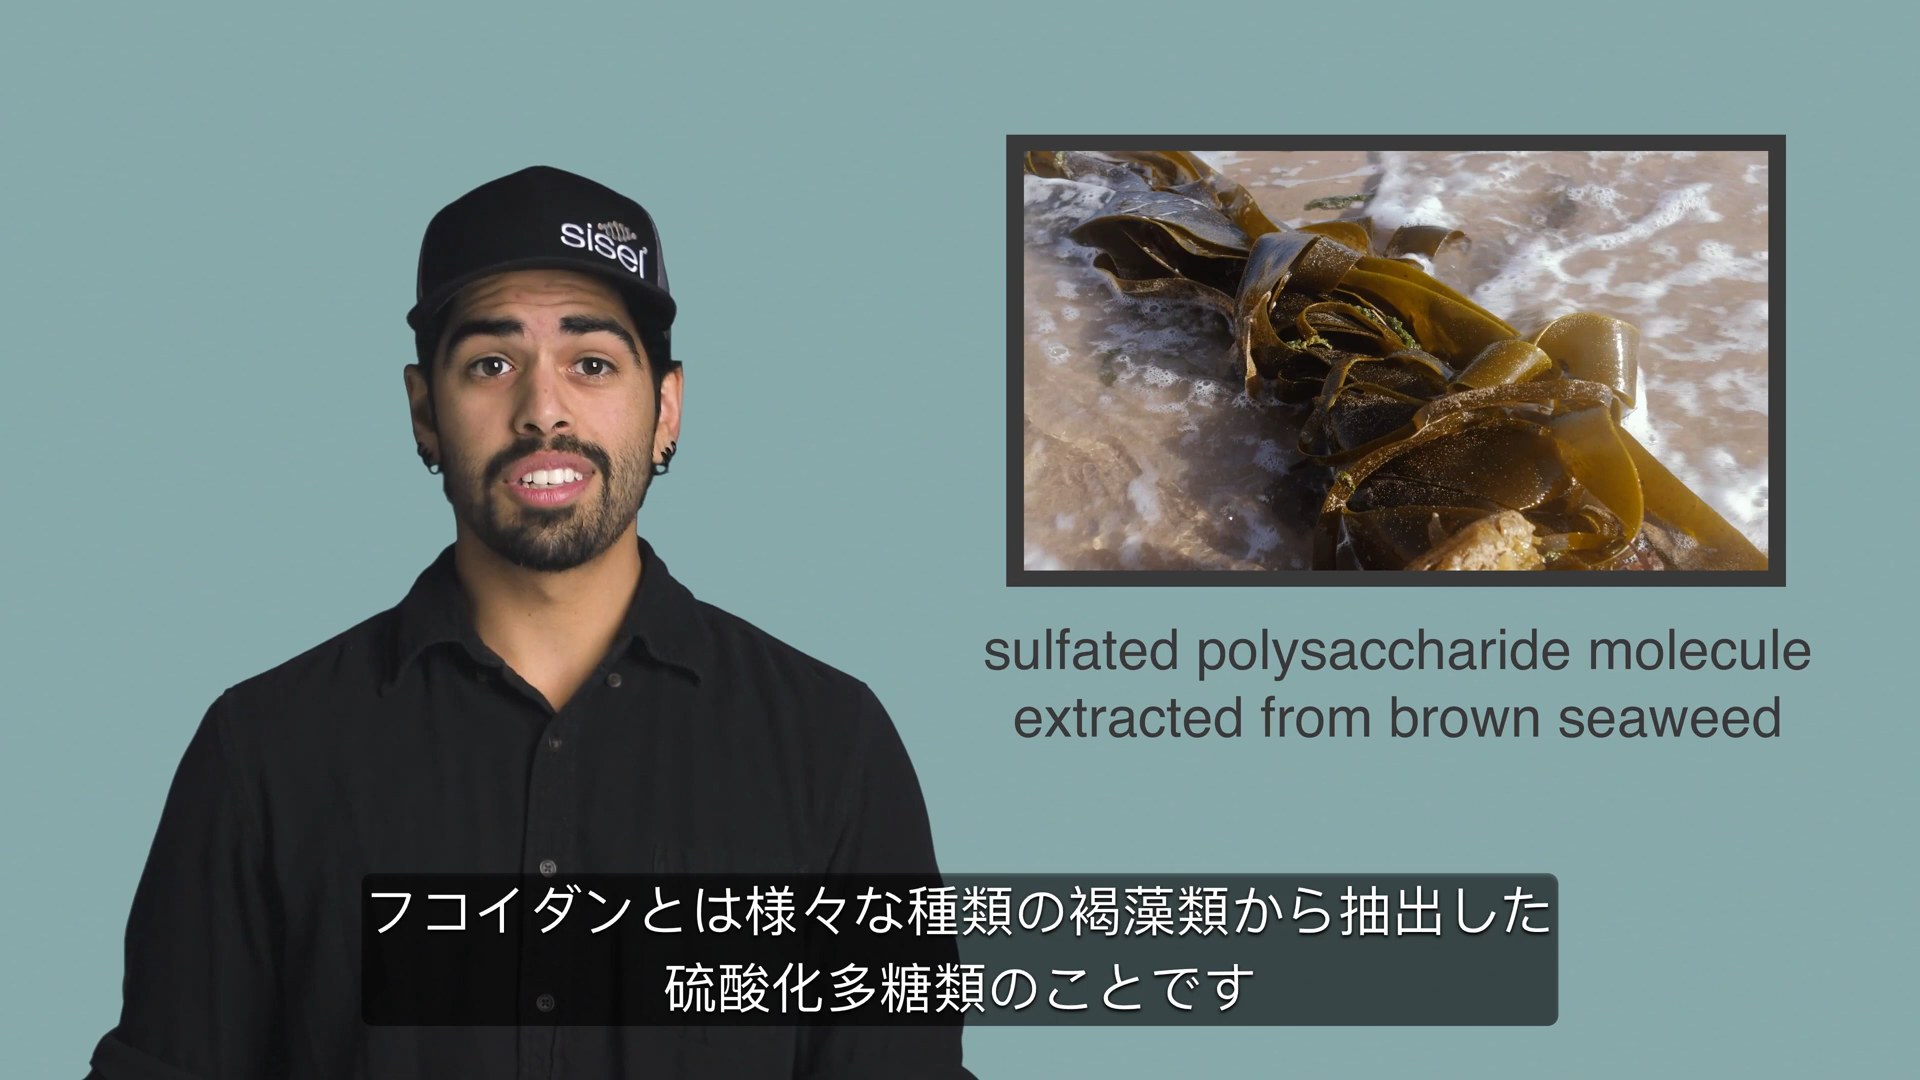 sisel
sulfated polysaccharide molecule
extracted from brown seaweed
フコイダンとは様々な種類の褐藻類から抽出した
硫酸化多糖類のことです